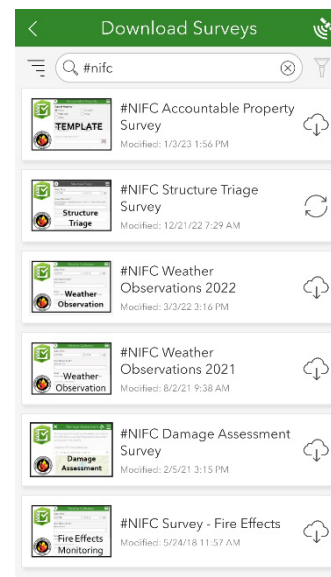 Download Surveys
#nifc
TEMPLATE
#NIFC Accountable Property
Survey
Modified: 1/3/23 1:56 PM
Structure
Triage
#NIFC Structure Triage
Survey
Modified: 12/21/22 7:29 AM
Weather
Observation
#NIFC Weather
Observations 2022
Modified: 3/3/22 3:16 PM
Weather
Observation
#NIFC Weather
Observations 2021
Modified: 8/2/21 9:38 AM
Damage
Assessment
#NIFC Damage Assessment
Survey
Modified: 2/5/21 3:15 PM
Fire Effects
Monitoring
#NIFC Survey - Fire Effects
Modified: 5/24/18 11:57 AM